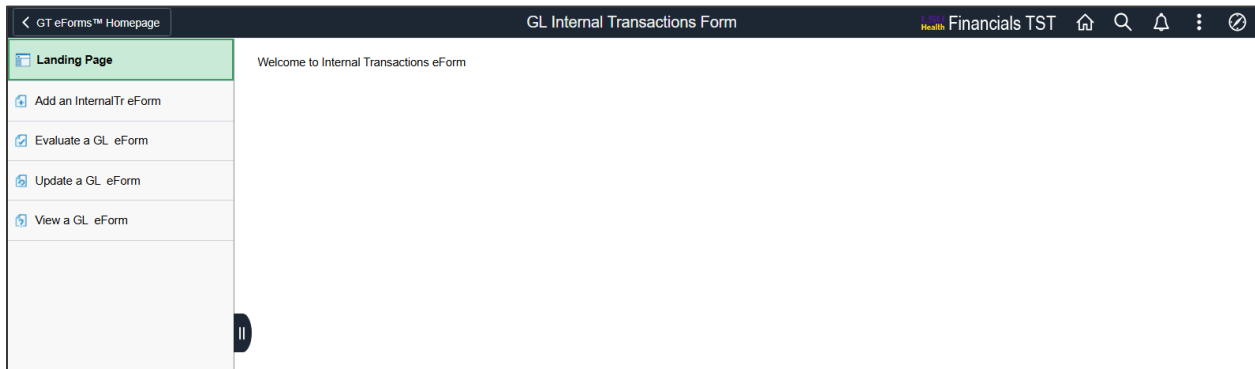 GT eForms™ Homepage
GL Internal Transactions Form
LSU Health Financials TST
Landing Page
Welcome to Internal Transactions eForm
Add an InternalTr eForm
Evaluate a GL eForm
Update a GL eForm
View a GL eForm